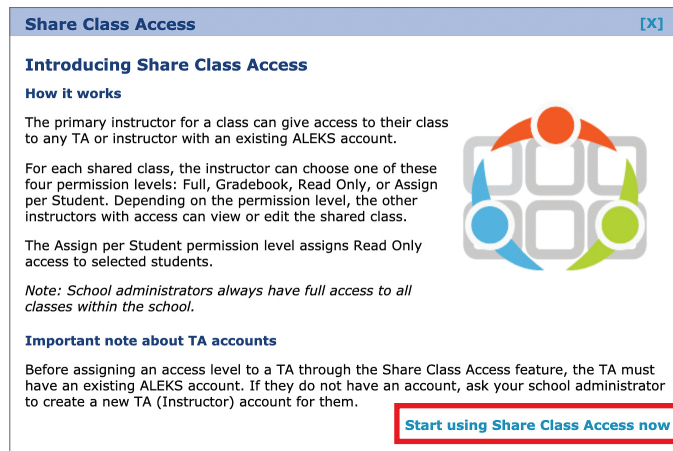 Share Class Access
[X]
Introducing Share Class Access
How it works
The primary instructor for a class can give access to their class
to any TA or instructor with an existing ALEKS account.
For each shared class, the instructor can choose one of these
four permission levels: Full, Gradebook, Read Only, or Assign
per Student. Depending on the permission level, the other
instructors with access can view or edit the shared class.
The Assign per Student permission level assigns Read Only
access to selected students.
Note: School administrators always have full access to all
classes within the school.
Important note about TA accounts
Before assigning an access level to a TA through the Share Class Access feature, the TA must
have an existing ALEKS account. If they do not have an account, ask your school administrator
to create a new TA (Instructor) account for them.
Start using Share Class Access now